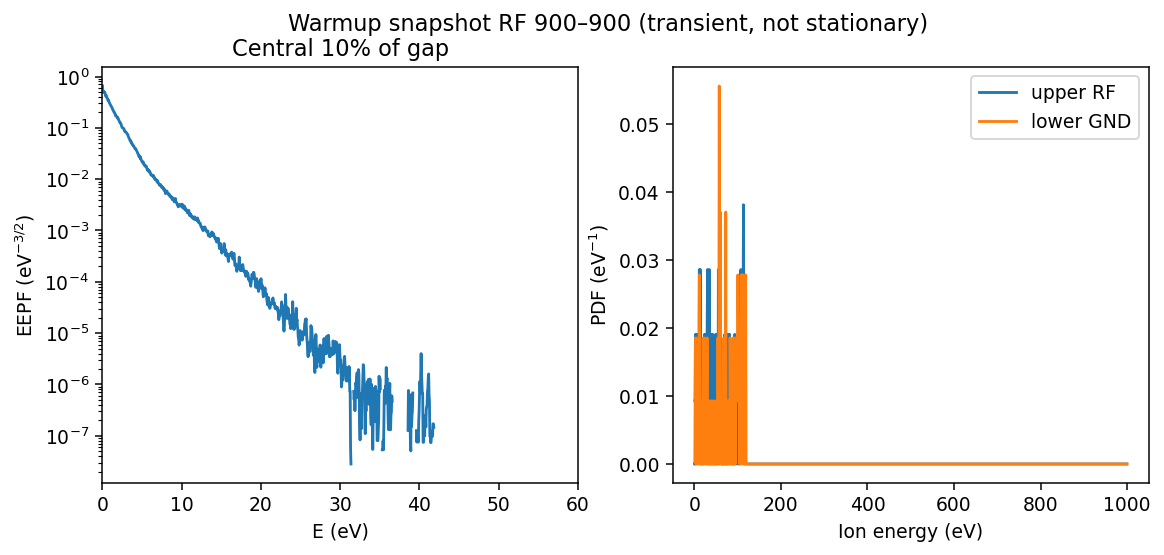 Warmup snapshot RF 900–900 (transient, not stationary)
Central 10% of gap
10⁰
10⁻¹
10⁻²
10⁻³
10⁻⁴
10⁻⁵
10⁻⁶
10⁻⁷
EEPF (eV⁻³/²)
0 10 20 30 40 50 60
E (eV)
upper RF
lower GND
0.05
0.04
0.03
0.02
0.01
0.00
PDF (eV⁻¹)
0 200 400 600 800 1000
Ion energy (eV)